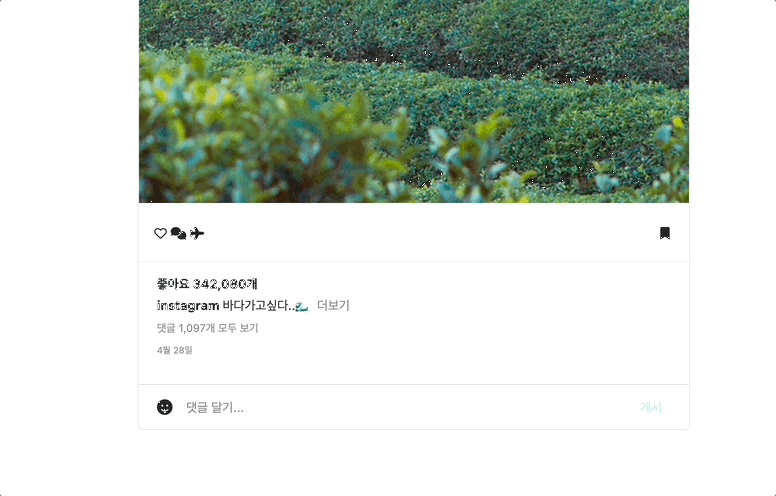 좋아요 342,080개
instagram 바다가고싶다..🌊 더보기
댓글 1,097개 모두 보기
4월 28일
댓글 달기... 게시